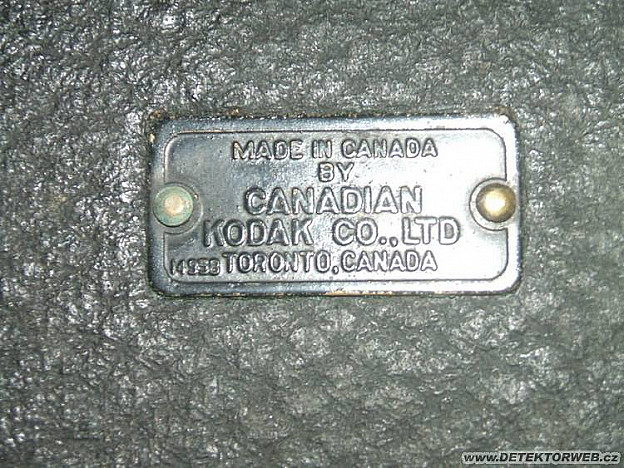 MADE IN CANADA
BY
CANADIAN
KODAK CO., LTD
TORONTO, CANADA
www.DETEKTORWEB.cz